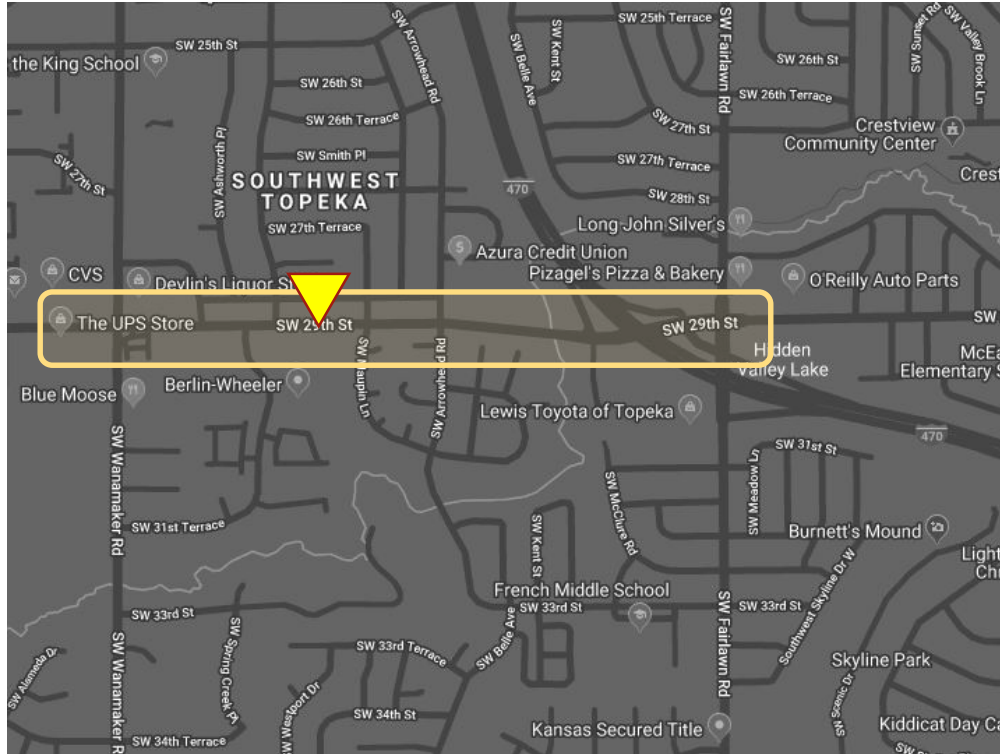 SW 25th St
the King School
SW Arrowhead Rd
SW Belle Ave
SW Kent St
SW 25th Terrace
SW Fairlawn Rd
SW Sunset Rd
SW Valley Brook Ln
SW 26th St
SW 26th St
SW 26th Terrace
SW 26th Terrace
SW Ashworth Pl
SW 27th St
Crestview
Community Center
SW Smith Pl
SW 27th St
SW 27th Terrace
470
Crest
SOUTHWEST
TOPEKA
SW 28th St
SW 27th Terrace
Long John Silver's
Azura Credit Union
CVS
Devlin's Liquor St
Pizagel's Pizza & Bakery
O'Reilly Auto Parts
The UPS Store
SW 29th St
SW 29th St
SW
Hidden
Valley Lake
McEa
Elementary S
Blue Moose
Berlin-Wheeler
SW Maupin Ln
SW Arrowhead Rd
Lewis Toyota of Topeka
470
SW Wanamaker Rd
SW 31st St
SW Meadow Ln
SW McClure Rd
SW 31st Terrace
SW Kent St
Burnett's Mound
Light
Chu
French Middle School
SW 33rd St
SW 33rd St
SW 33rd St
SW Fairlawn Rd
Southwest Skyline Dr W
SW Wanamaker R
SW Spring Creek Pl
SW Belle Ave
SW 33rd Terrace
SW Alameda Dr
Skyline Park
SW Scenic Dr
SW 34th St
Kansas Secured Title
Kiddicat Day Ca
SW 34th Terrace